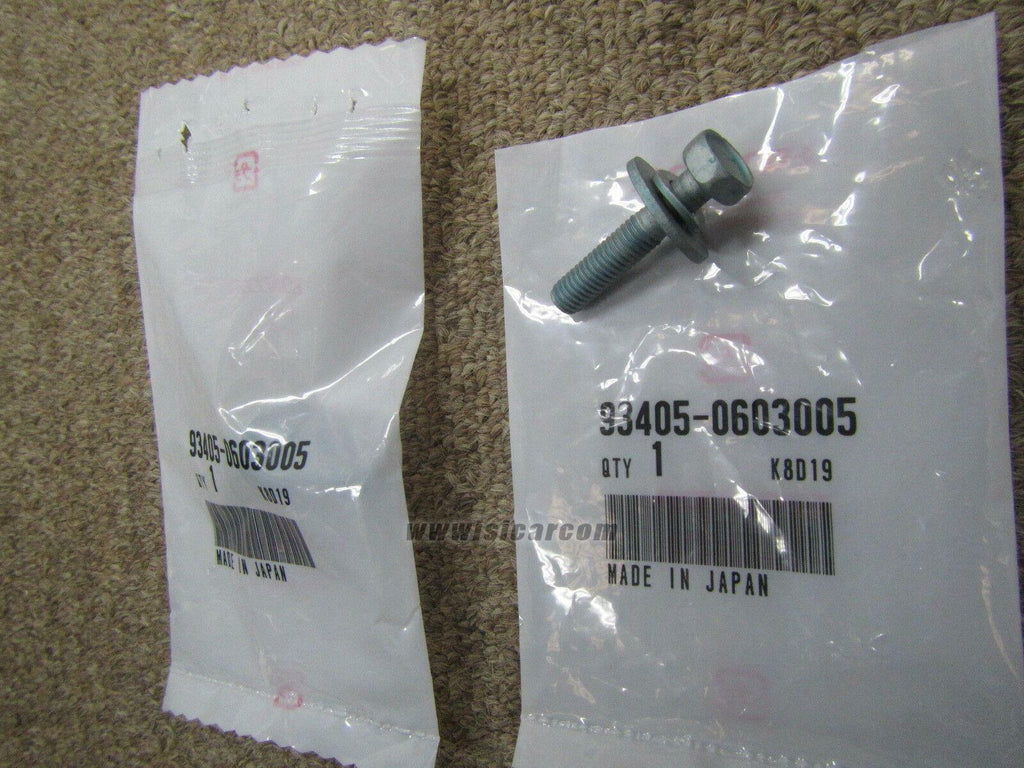 93405-0603005
QTY 1 K8D19
MADE IN JAPAN
93405-0603005
QTY 1 K8D19
MADE IN JAPAN
www.isicar.com